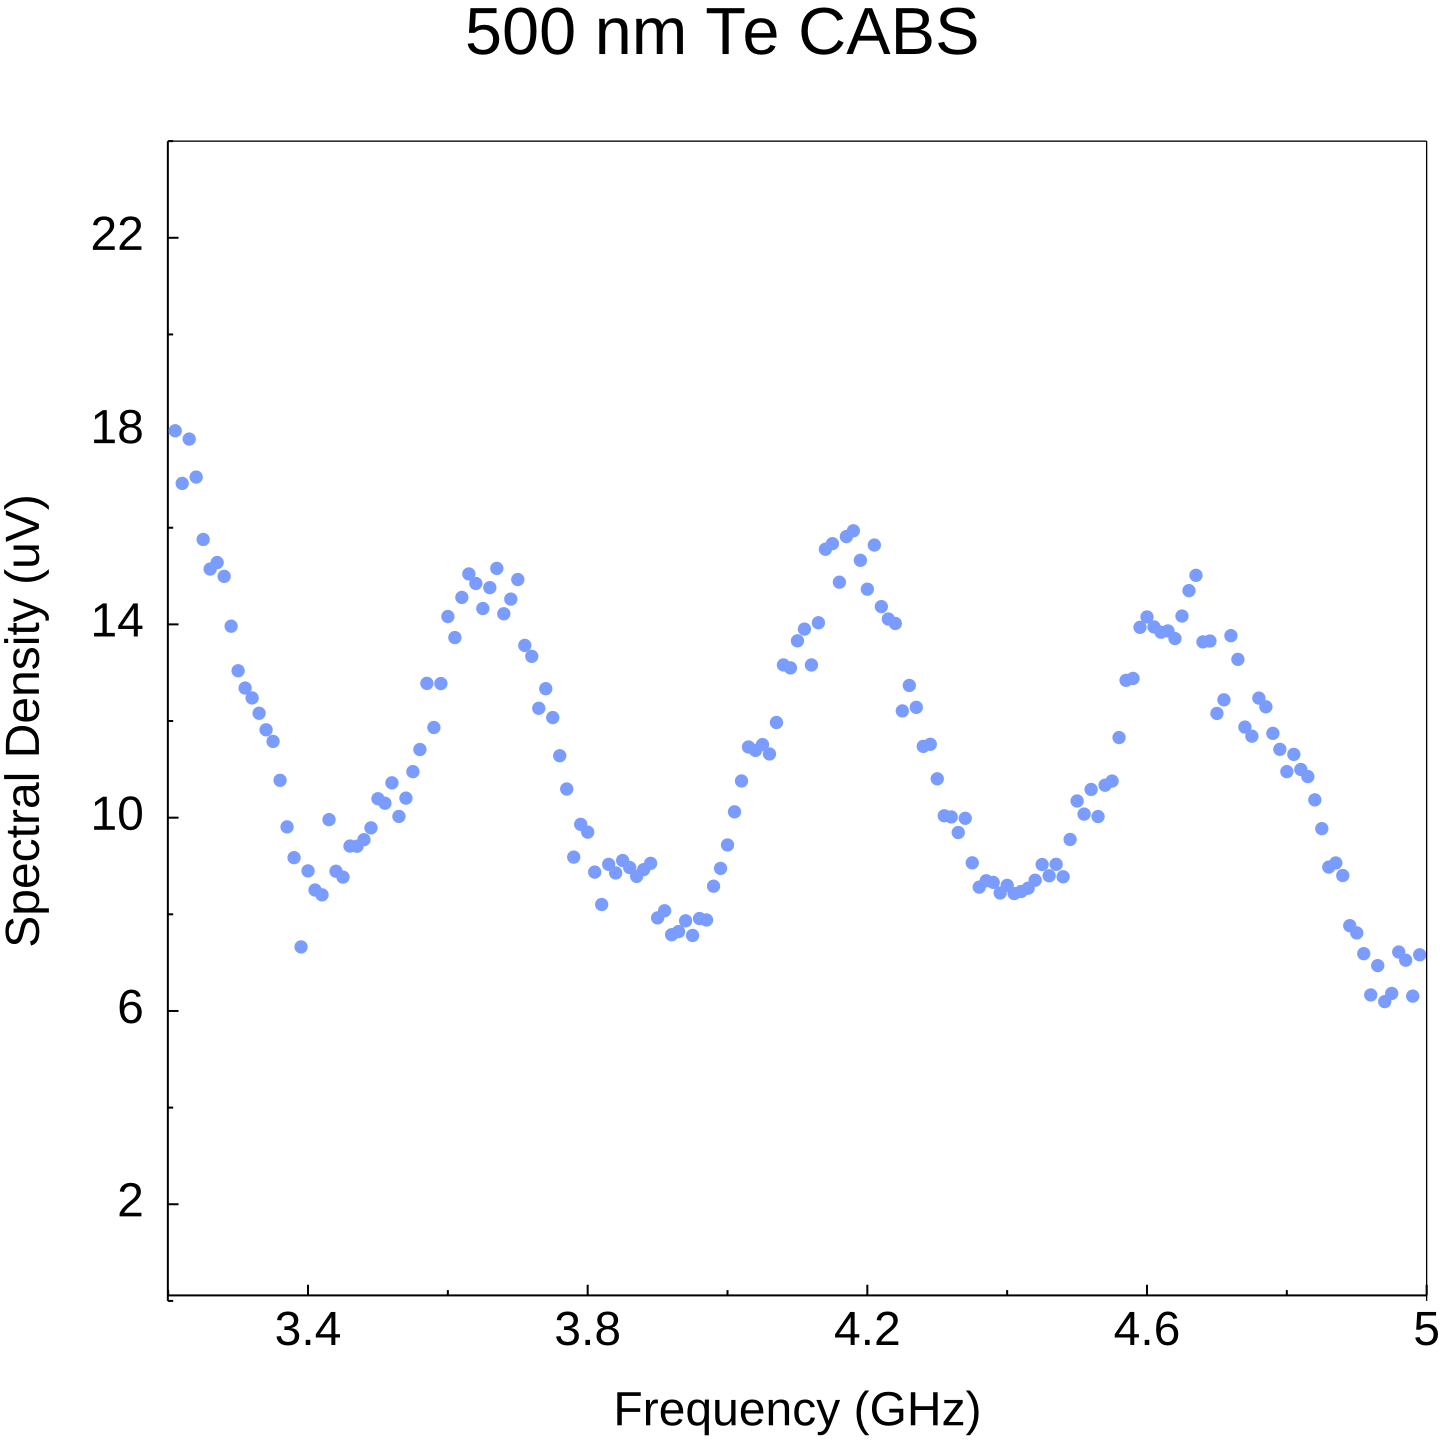 500 nm Te CABS
Spectral Density (uV)
22
18
14
10
6
2
3.4 3.8 4.2 4.6 5
Frequency (GHz)